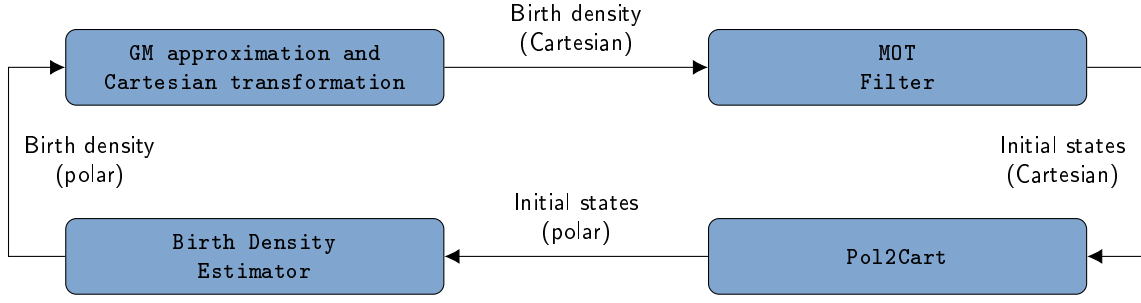 Birth density
(Cartesian)
GM approximation and
Cartesian transformation
MOT
Filter
Birth density
(polar)
Initial states
(Cartesian)
Initial states
(polar)
Birth Density
Estimator
Pol2Cart